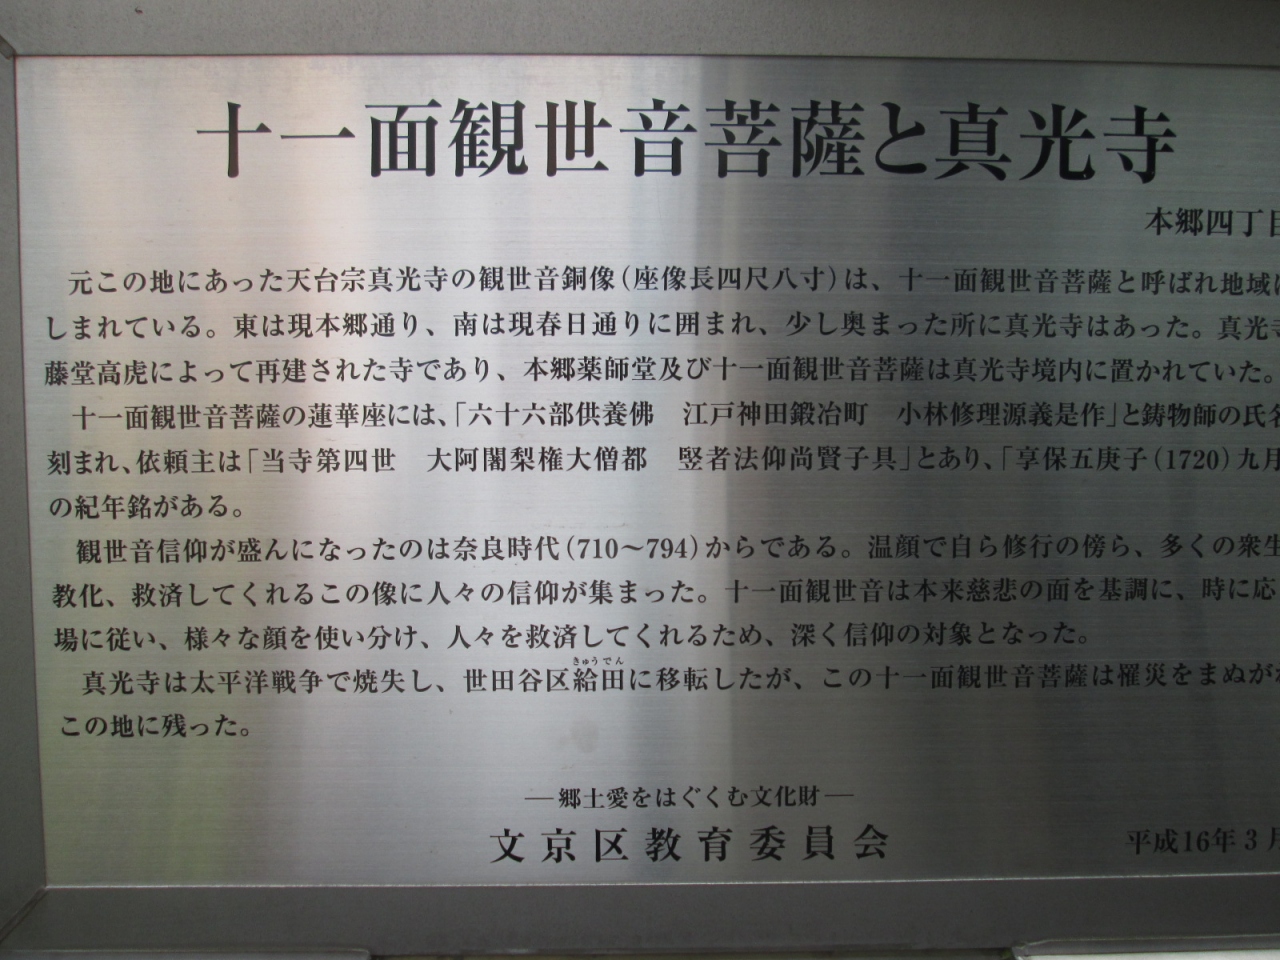 十一面観世音菩薩と真光寺
本郷四丁目
元この地にあった天台宗真光寺の観世音銅像(座像長四尺八寸)は、十一面観世音菩薩と呼ばれ地域に
しまれている。東は現本郷通り、南は現春日通りに囲まれ、少し奥まった所に真光寺はあった。真光寺
藤堂高虎によって再建された寺であり、本郷薬師堂及び十一面観世音菩薩は真光寺境内に置かれていた。
十一面観世音菩薩の蓮華座には、「六十六部供養佛　江戸神田鍛冶町　小林修理源義是作」と鋳物師の氏名
刻まれ、依頼主は「当寺第四世　大阿闍梨権大僧都　竪者法仰尚賢子具」とあり、「享保五庚子(1720)九月
の紀年銘がある。
観世音信仰が盛んになったのは奈良時代(710〜794)からである。温顔で自ら修行の傍ら、多くの衆生
教化、救済してくれるこの像に人々の信仰が集まった。十一面観世音は本来慈悲の面を基調に、時に応
場に従い、様々な顔を使い分け、人々を救済してくれるため、深く信仰の対象となった。
きゅうでん
真光寺は太平洋戦争で焼失し、世田谷区給田に移転したが、この十一面観世音菩薩は罹災をまぬがれ
この地に残った。
―郷土愛をはぐくむ文化財―
文京区教育委員会
平成16年3月